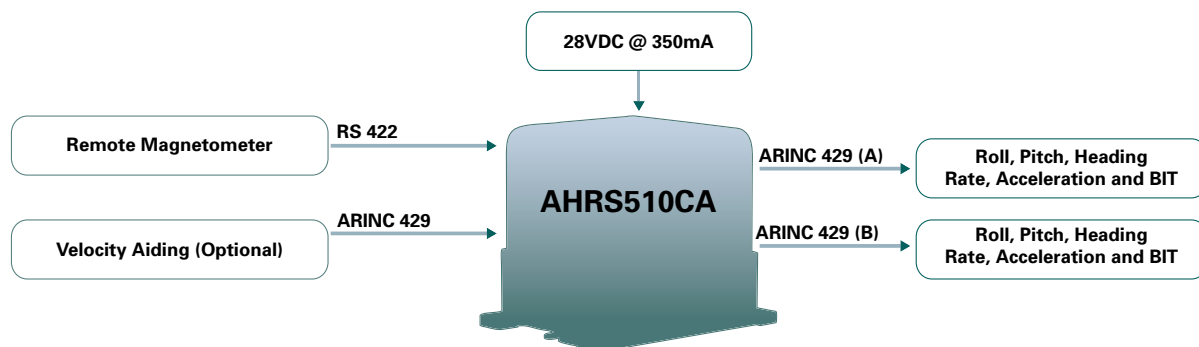 28VDC @ 350mA
Remote Magnetometer
RS 422
Velocity Aiding (Optional)
ARINC 429
AHRS510CA
ARINC 429 (A)
Roll, Pitch, Heading
Rate, Acceleration and BIT
ARINC 429 (B)
Roll, Pitch, Heading
Rate, Acceleration and BIT